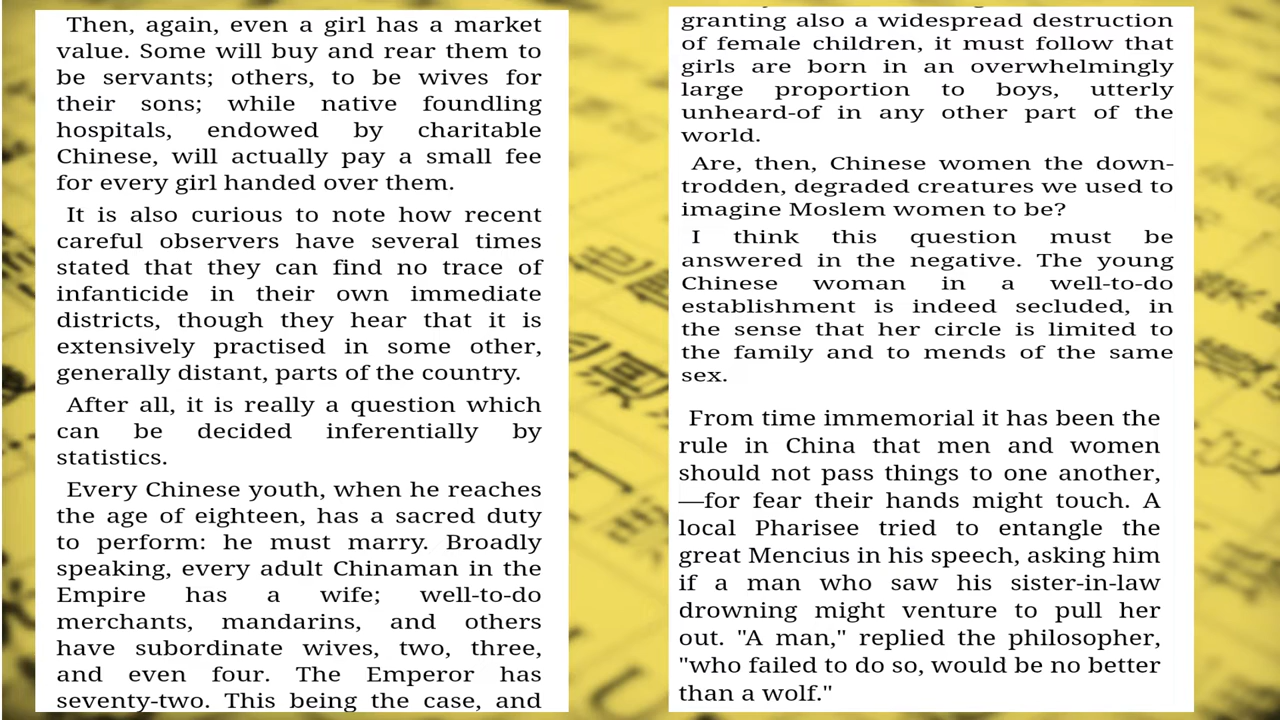 Then, again, even a girl has a market
value. Some will buy and rear them to
be servants; others, to be wives for
their sons; while native foundling
hospitals, endowed by charitable
Chinese, will actually pay a small fee
for every girl handed over them.
It is also curious to note how recent
careful observers have several times
stated that they can find no trace of
infanticide in their own immediate
districts, though they hear that it is
extensively practised in some other,
generally distant, parts of the country.
After all, it is really a question which
can be decided inferentially by
statistics.
Every Chinese youth, when he reaches
the age of eighteen, has a sacred duty
to perform: he must marry. Broadly
speaking, every adult Chinaman in the
Empire has a wife; well-to-do
merchants, mandarins, and others
have subordinate wives, two, three,
and even four. The Emperor has
seventy-two. This being the case, and
granting also a widespread destruction
of female children, it must follow that
girls are born in an overwhelmingly
large proportion to boys, utterly
unheard-of in any other part of the
world.
Are, then, Chinese women the down-
trodden, degraded creatures we used to
imagine Moslem women to be?
I think this question must be
answered in the negative. The young
Chinese woman in a well-to-do
establishment is indeed secluded, in
the sense that her circle is limited to
the family and to mends of the same
sex.
From time immemorial it has been the
rule in China that men and women
should not pass things to one another,
—for fear their hands might touch. A
local Pharisee tried to entangle the
great Mencius in his speech, asking him
if a man who saw his sister-in-law
drowning might venture to pull her
out. "A man," replied the philosopher,
"who failed to do so, would be no better
than a wolf."